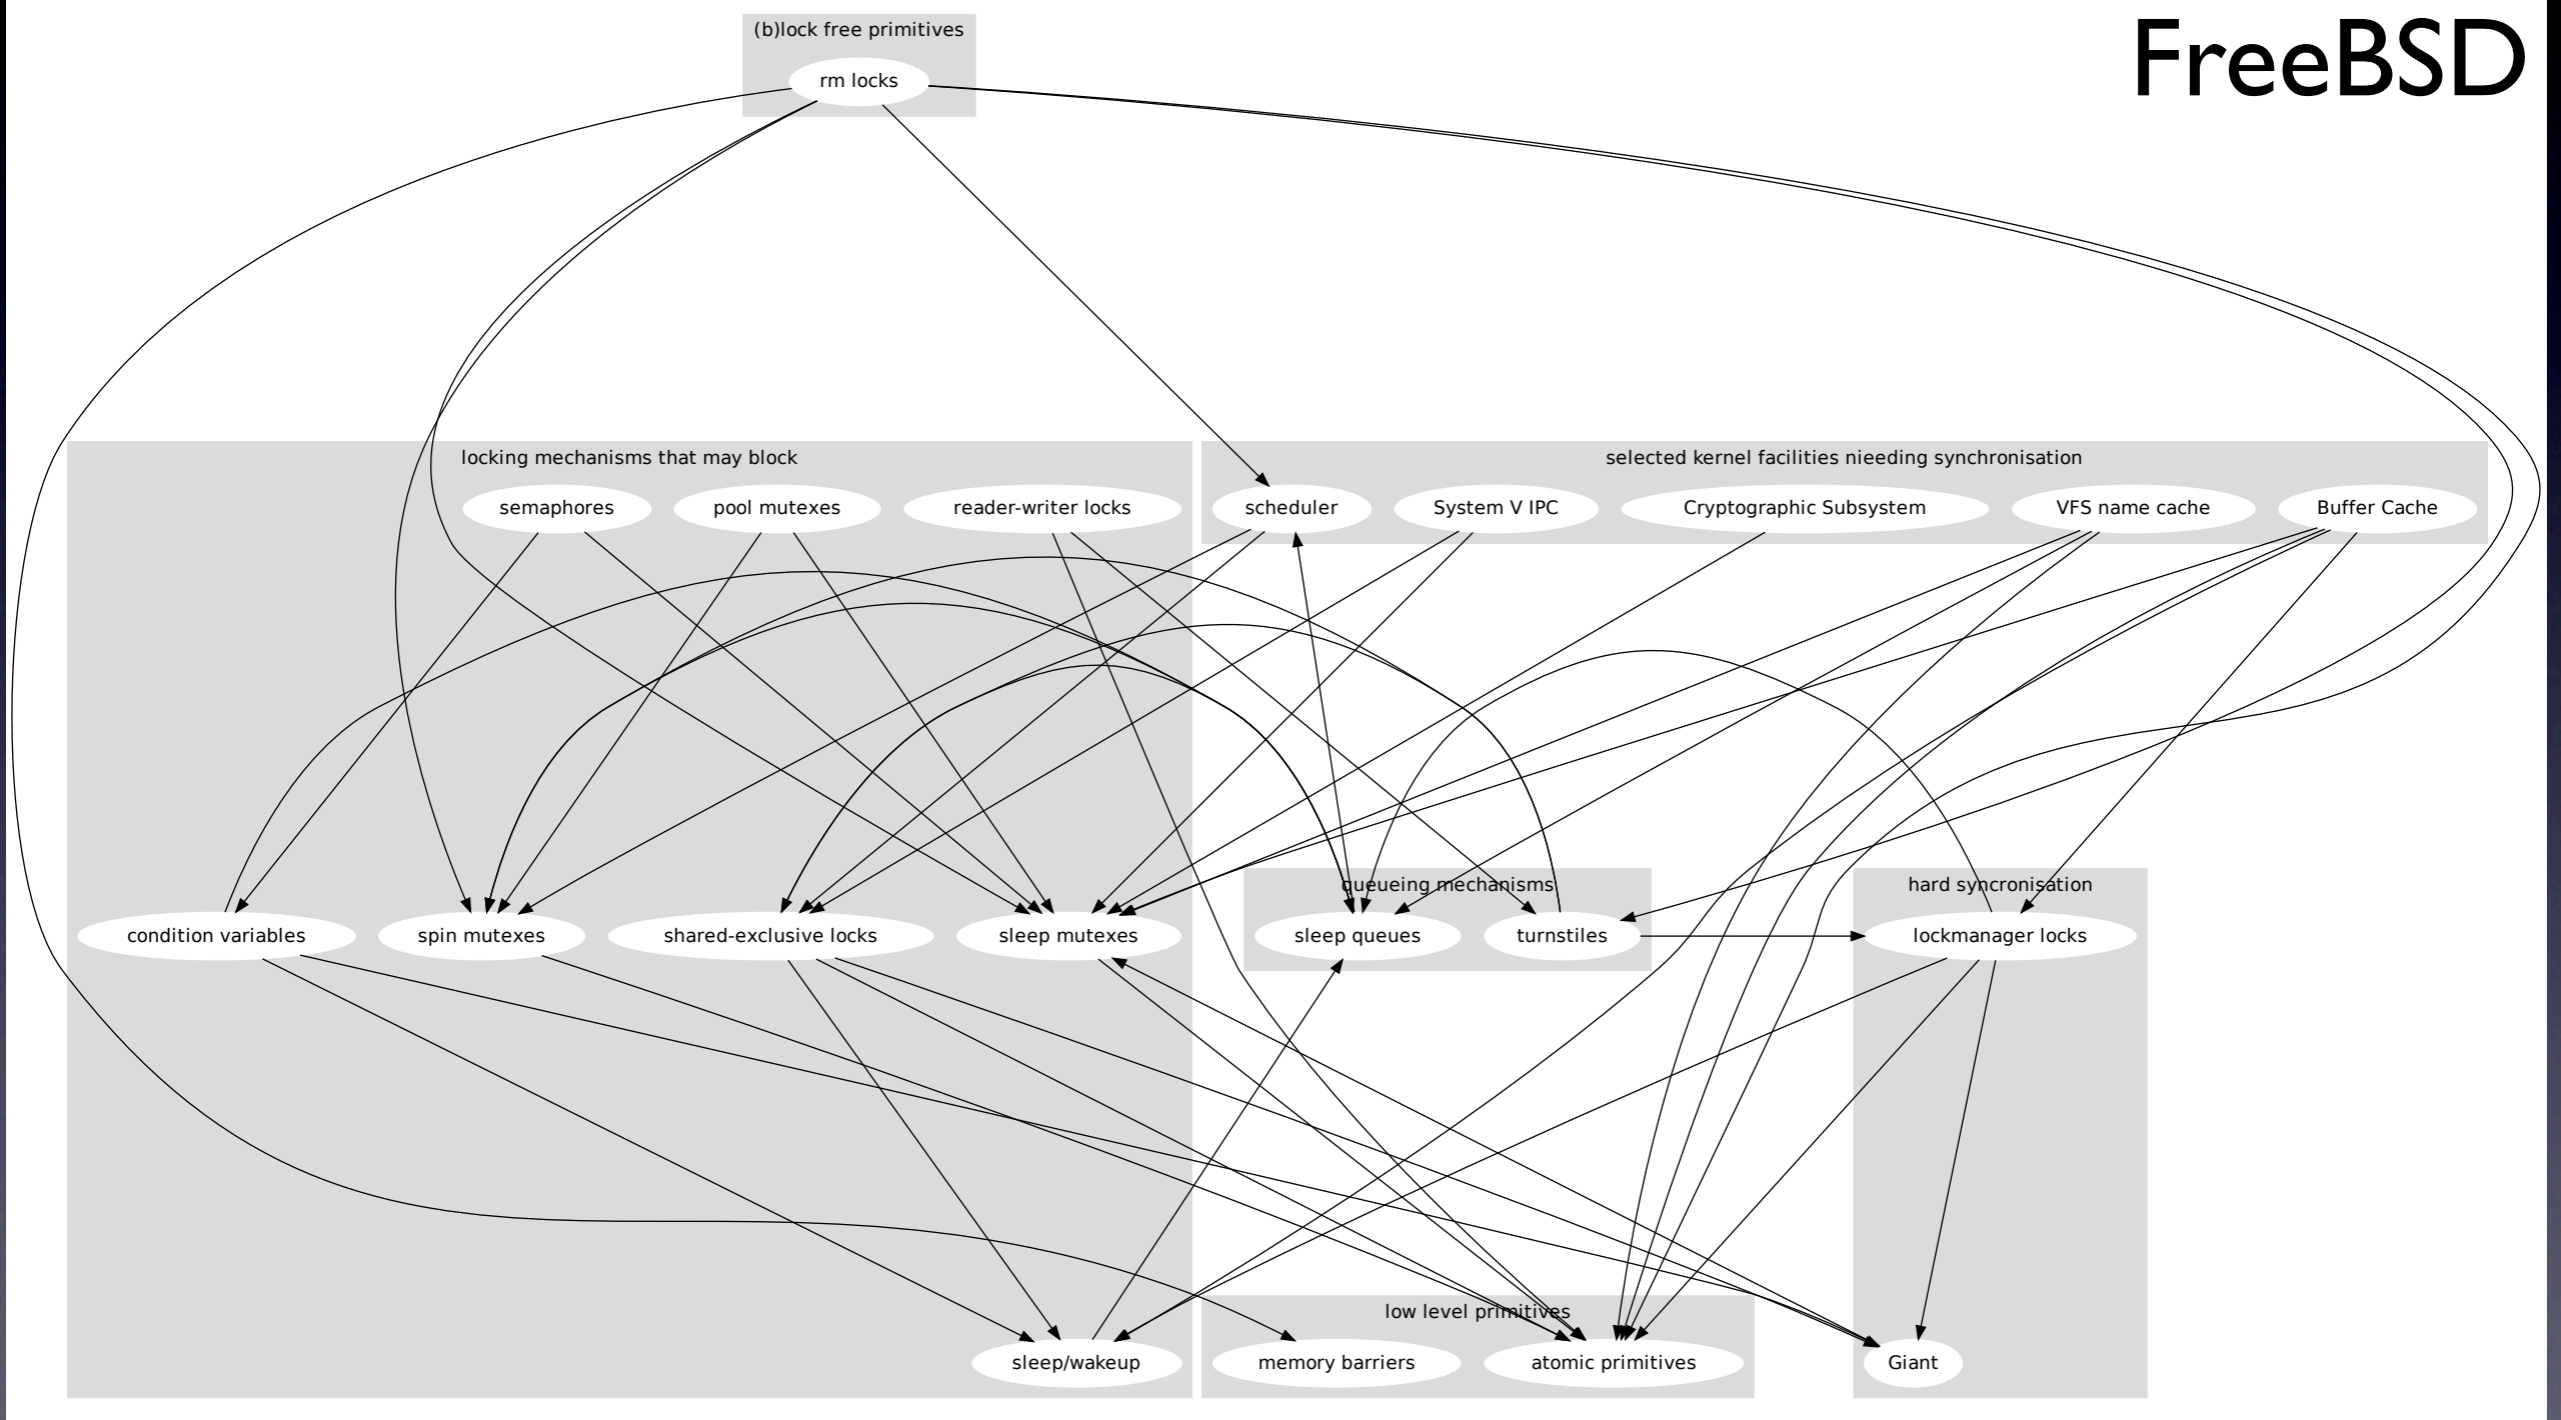 FreeBSD
(b)lock free primitives
rm locks
locking mechanisms that may block
selected kernel facilities nieeding synchronisation
semaphores
pool mutexes
reader-writer locks
scheduler
System V IPC
Cryptographic Subsystem
VFS name cache
Buffer Cache
queueing mechanisms
hard syncronisation
condition variables
spin mutexes
shared-exclusive locks
sleep mutexes
sleep queues
turnstiles
lockmanager locks
low level primitives
sleep/wakeup
memory barriers
atomic primitives
Giant